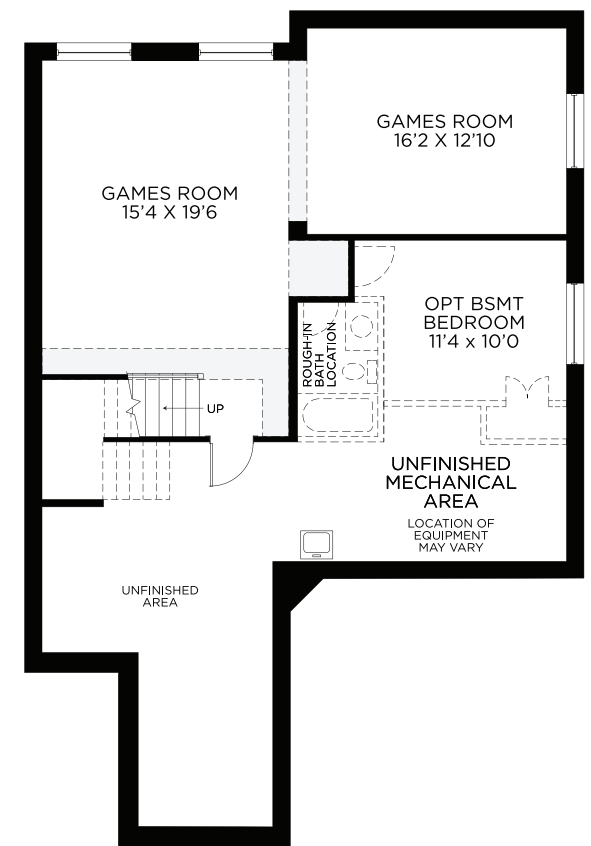 GAMES ROOM
16'2 X 12'10
GAMES ROOM
15'4 X 19'6
OPT BSMT
BEDROOM
11'4 x 10'0
ROUGH-IN
BATH
LOCATION
UP
UNFINISHED
MECHANICAL
AREA
LOCATION OF
EQUIPMENT
MAY VARY
UNFINISHED
AREA